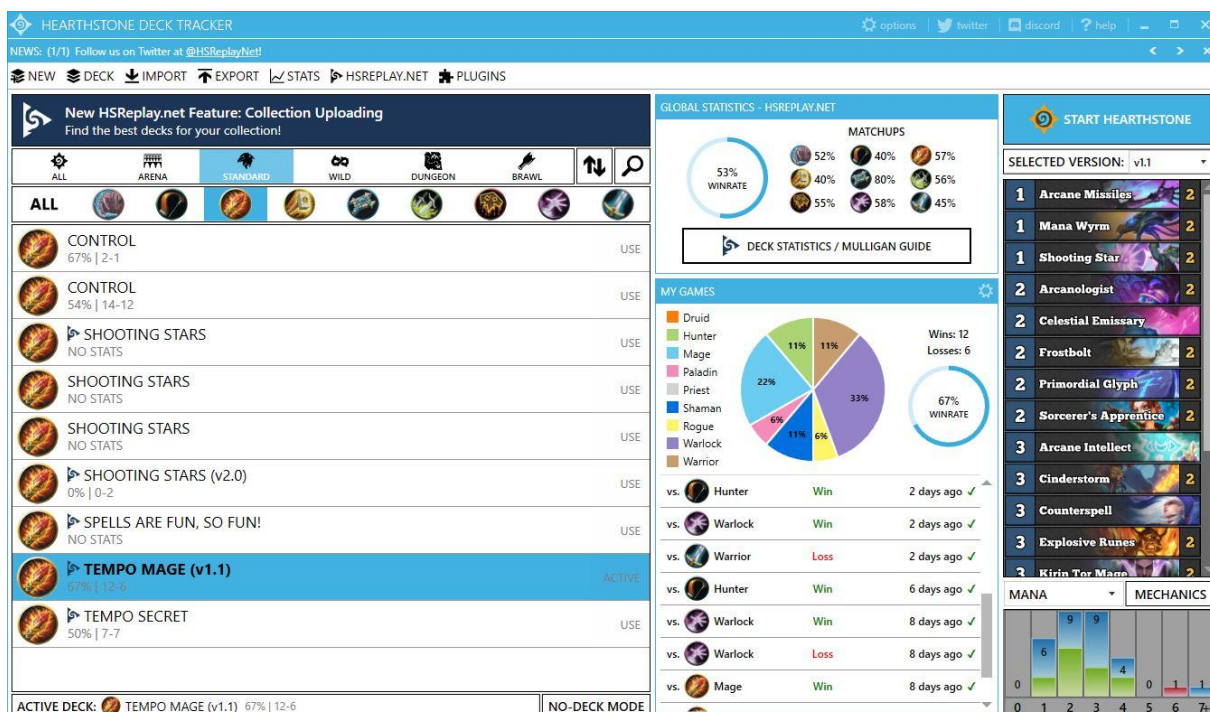 HEARTHSTONE DECK TRACKER
options | twitter | discord | ? help
NEWS: (1/1) Follow us on Twitter at @HSReplayNet!
NEW DECK IMPORT EXPORT STATS HSREPLAY.NET PLUGINS
New HSReplay.net Feature: Collection Uploading
Find the best decks for your collection!
ALL ARENA STANDARD WILD DUNGEON BRAWL
ALL
CONTROL
67% | 2-1
USE
CONTROL
54% | 14-12
USE
SHOOTING STARS
NO STATS
USE
SHOOTING STARS
NO STATS
USE
SHOOTING STARS
NO STATS
USE
SHOOTING STARS (v2.0)
0% | 0-2
USE
SPELLS ARE FUN, SO FUN!
NO STATS
USE
TEMPO MAGE (v1.1)
67% | 12-6
ACTIVE
TEMPO SECRET
50% | 7-7
USE
ACTIVE DECK: TEMPO MAGE (v1.1) 67% | 12-6
NO-DECK MODE
GLOBAL STATISTICS - HSREPLAY.NET
53%
WINRATE
MATCHUPS
52% 40% 57%
40% 80% 56%
55% 58% 45%
DECK STATISTICS / MULLIGAN GUIDE
MY GAMES
Druid
Hunter
Mage
Paladin
Priest
Shaman
Rogue
Warlock
Warrior
11% 11%
22%
33%
6%
11% 6%
Wins: 12
Losses: 6
67%
WINRATE
vs. Hunter Win 2 days ago ✓
vs. Warlock Win 2 days ago ✓
vs. Warrior Loss 2 days ago ✓
vs. Hunter Win 6 days ago ✓
vs. Warlock Win 8 days ago ✓
vs. Warlock Loss 8 days ago ✓
vs. Mage Win 8 days ago ✓
START HEARTHSTONE
SELECTED VERSION: v1.1
1 Arcane Missiles 2
1 Mana Wyrm 2
1 Shooting Star 2
2 Arcanologist 2
2 Celestial Emissary
2 Frostbolt 2
2 Primordial Glyph 2
2 Sorcerer's Apprentice 2
3 Arcane Intellect
3 Cinderstorm 2
3 Counterspell
3 Explosive Runes 2
3 Kirin Tor Mage 2
MANA
MECHANICS
0 6 9 9 4 0 1 1
0 1 2 3 4 5 6 7+